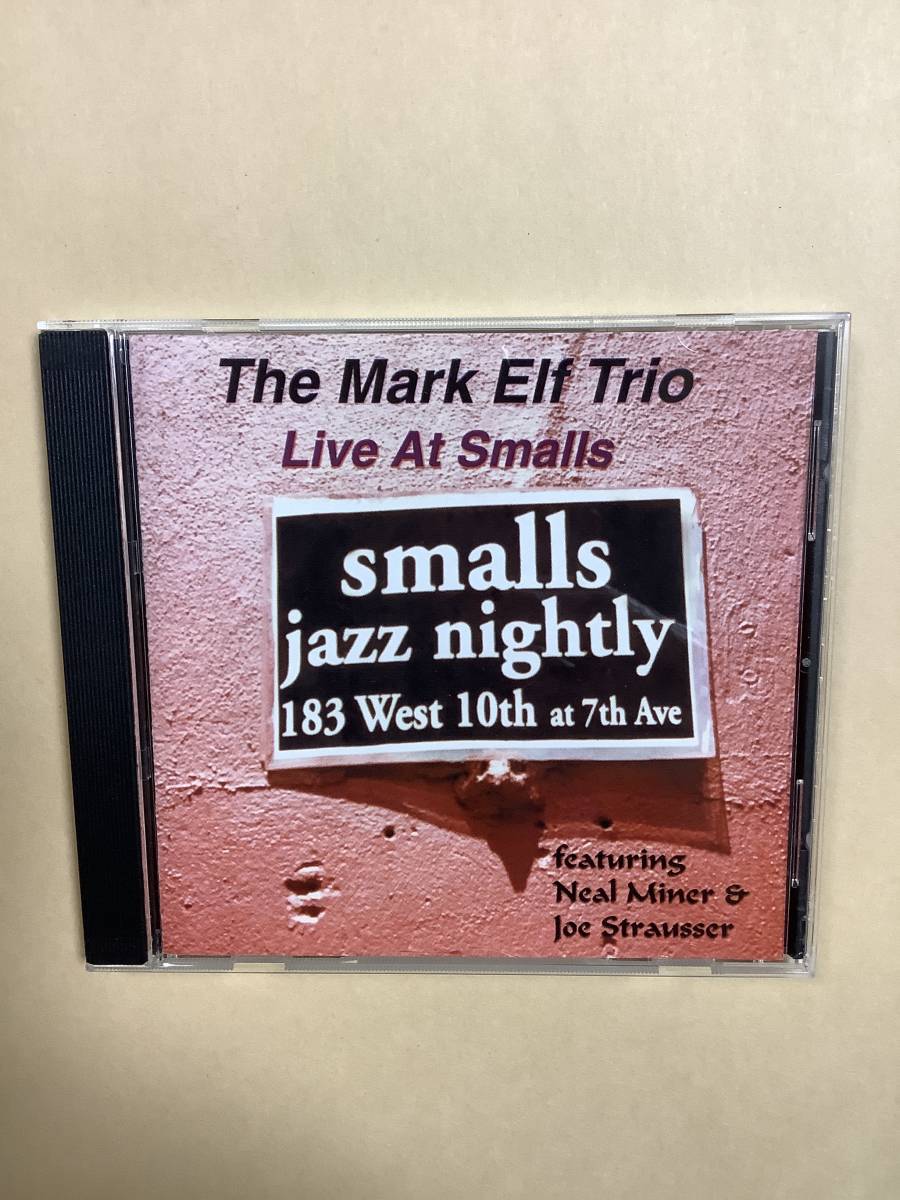 The Mark Elf Trio
Live At Smalls
smalls
jazz nightly
183 West 10th at 7th Ave
featuring
Neal Miner &
Joe Strausser